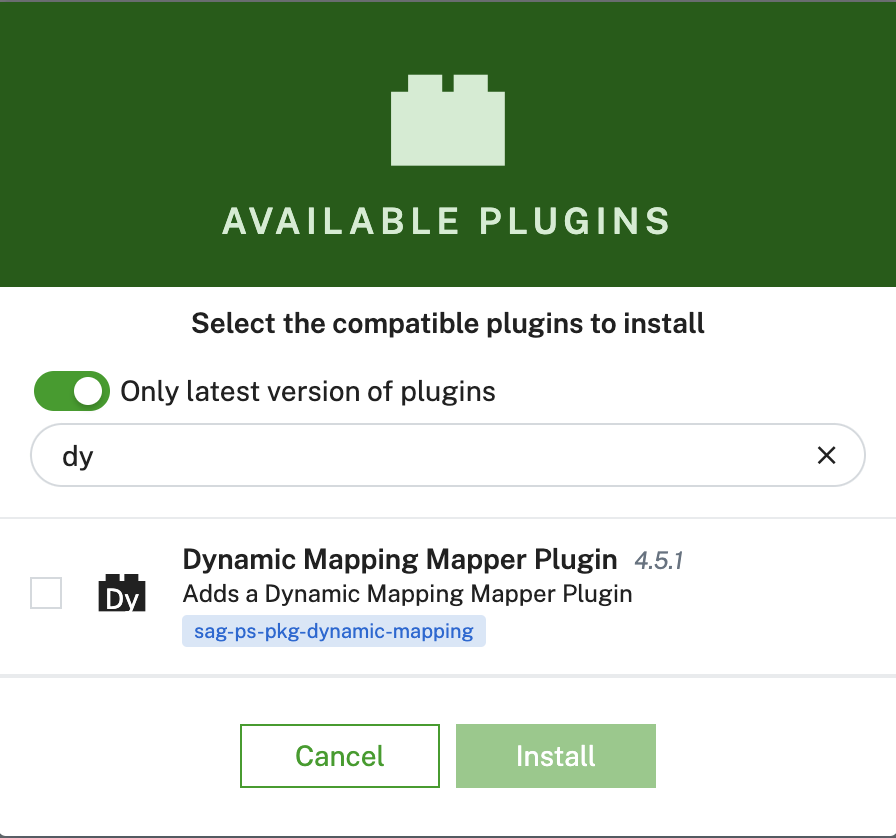 AVAILABLE PLUGINS
Select the compatible plugins to install
Only latest version of plugins
dy
Dynamic Mapping Mapper Plugin 4.5.1
Dy
Adds a Dynamic Mapping Mapper Plugin
sag-ps-pkg-dynamic-mapping
Cancel Install